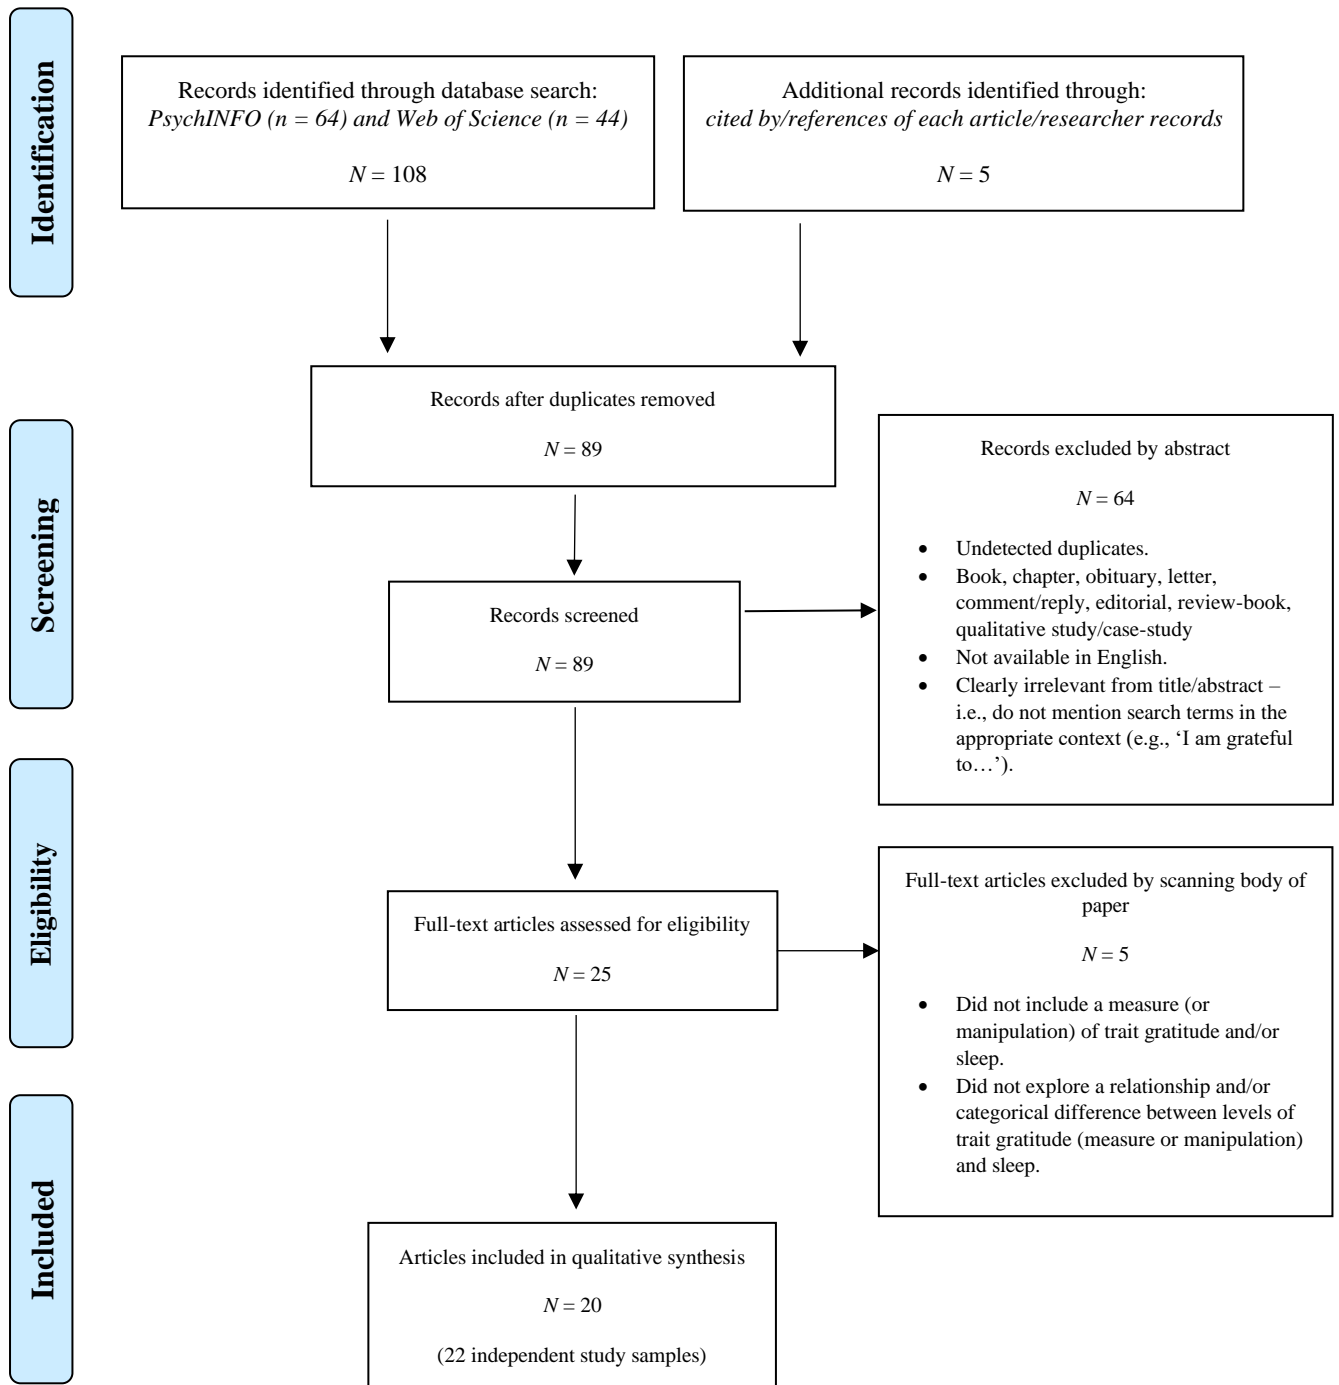 Identification
Records identified through database search:
PsychINFO (n = 64) and Web of Science (n = 44)
N = 108
Additional records identified through:
cited by/references of each article/researcher records
N = 5
Screening
Records after duplicates removed
N = 89
Records screened
N = 89
Records excluded by abstract
N = 64
• Undetected duplicates.
• Book, chapter, obituary, letter,
comment/reply, editorial, review-book,
qualitative study/case-study
• Not available in English.
• Clearly irrelevant from title/abstract –
i.e., do not mention search terms in the
appropriate context (e.g., ‘I am grateful
to…’).
Eligibility
Full-text articles assessed for eligibility
N = 25
Full-text articles excluded by scanning body of
paper
N = 5
• Did not include a measure (or
manipulation) of trait gratitude and/or
sleep.
• Did not explore a relationship and/or
categorical difference between levels of
trait gratitude (measure or manipulation)
and sleep.
Included
Articles included in qualitative synthesis
N = 20
(22 independent study samples)